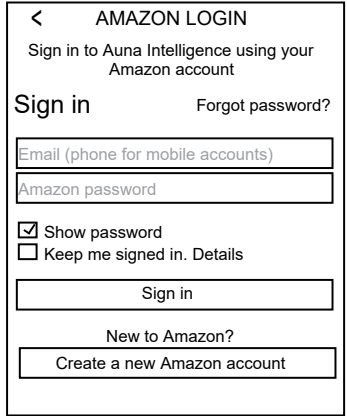 < AMAZON LOGIN
Sign in to Auna Intelligence using your
Amazon account
Sign in Forgot password?
Email (phone for mobile accounts)
Amazon password
Show password
Keep me signed in. Details
Sign in
New to Amazon?
Create a new Amazon account